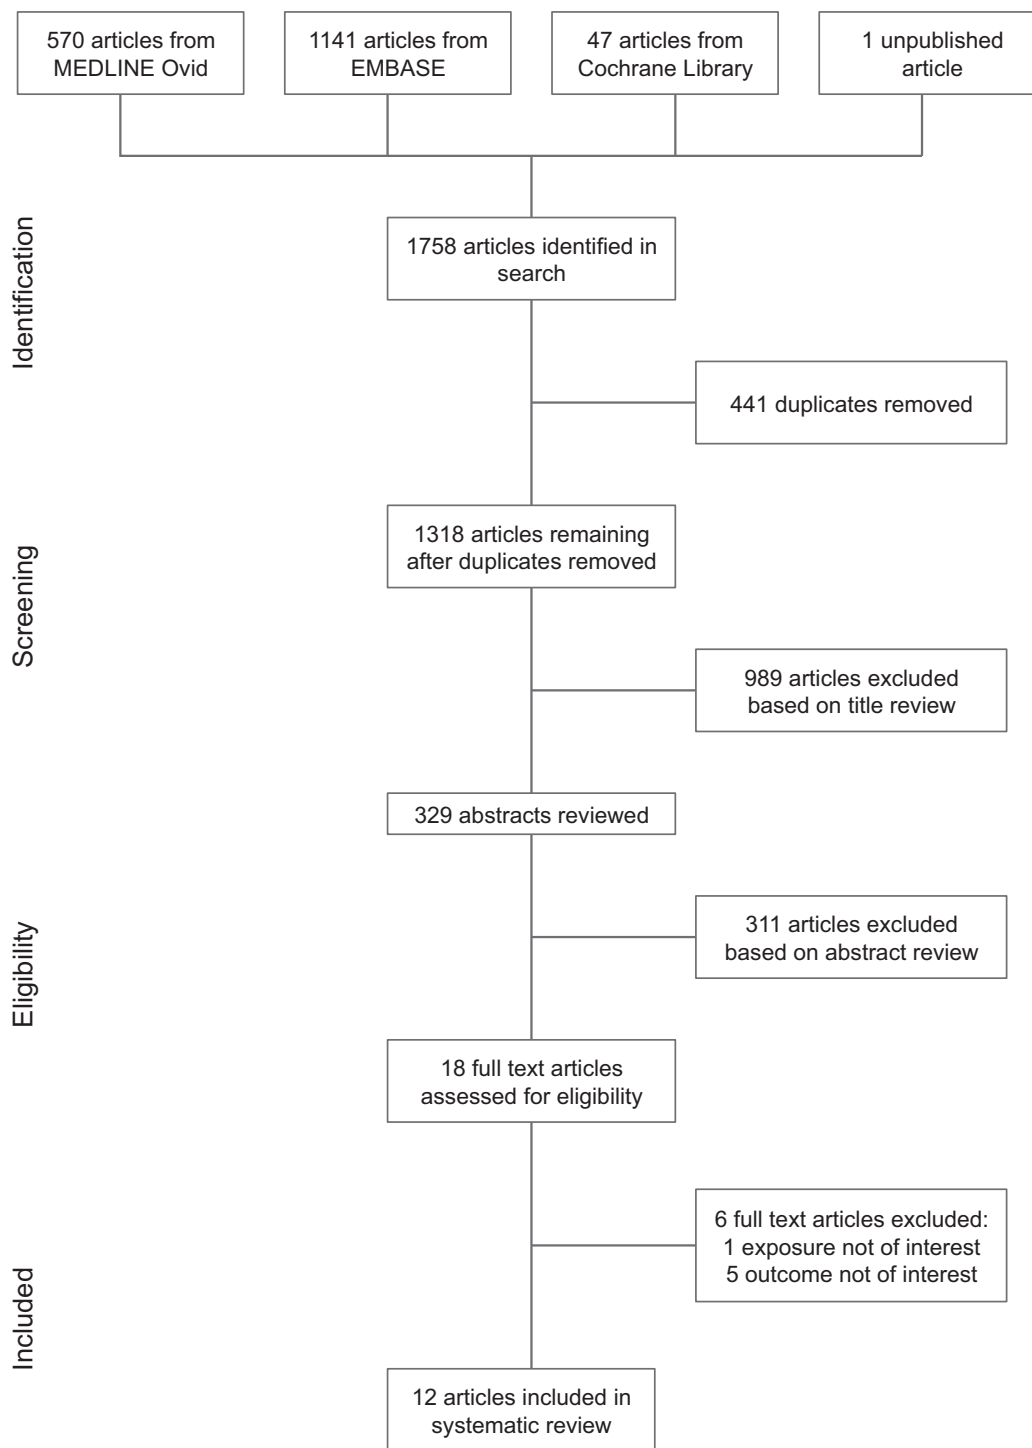 570 articles from
MEDLINE Ovid
1141 articles from
EMBASE
47 articles from
Cochrane Library
1 unpublished
article
Identification
1758 articles identified in
search
441 duplicates removed
Screening
1318 articles remaining
after duplicates removed
989 articles excluded
based on title review
329 abstracts reviewed
Eligibility
311 articles excluded
based on abstract review
18 full text articles
assessed for eligibility
6 full text articles excluded:
1 exposure not of interest
5 outcome not of interest
Included
12 articles included in
systematic review